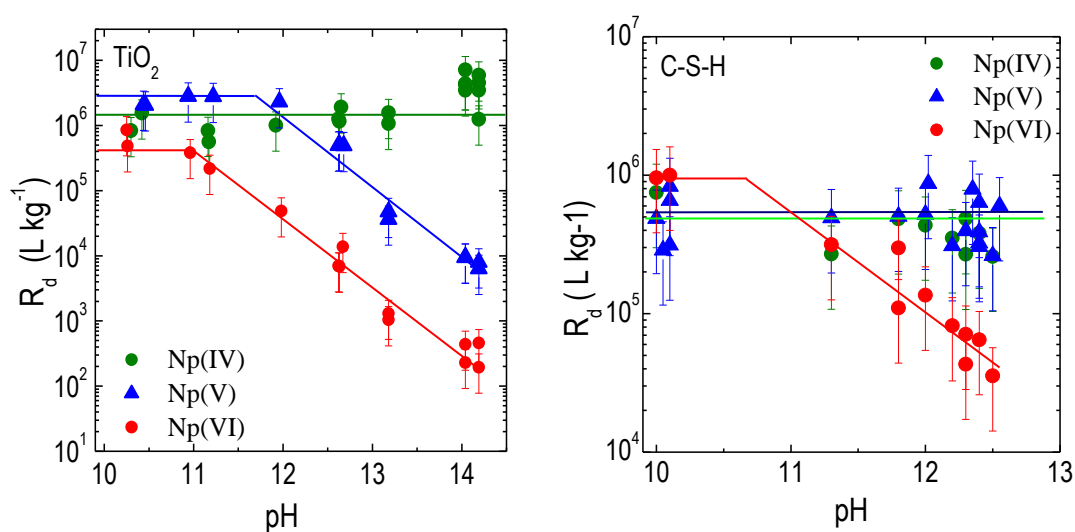 TiO2
10^7
10^6
10^5
10^4
10^3
10^2
10^1
Rd (L kg-1)
Np(IV)
Np(V)
Np(VI)
10 11 12 13 14
pH
C-S-H
Np(IV)
Np(V)
Np(VI)
10^7
10^6
10^5
10^4
Rd ( L kg-1)
10 11 12 13
pH